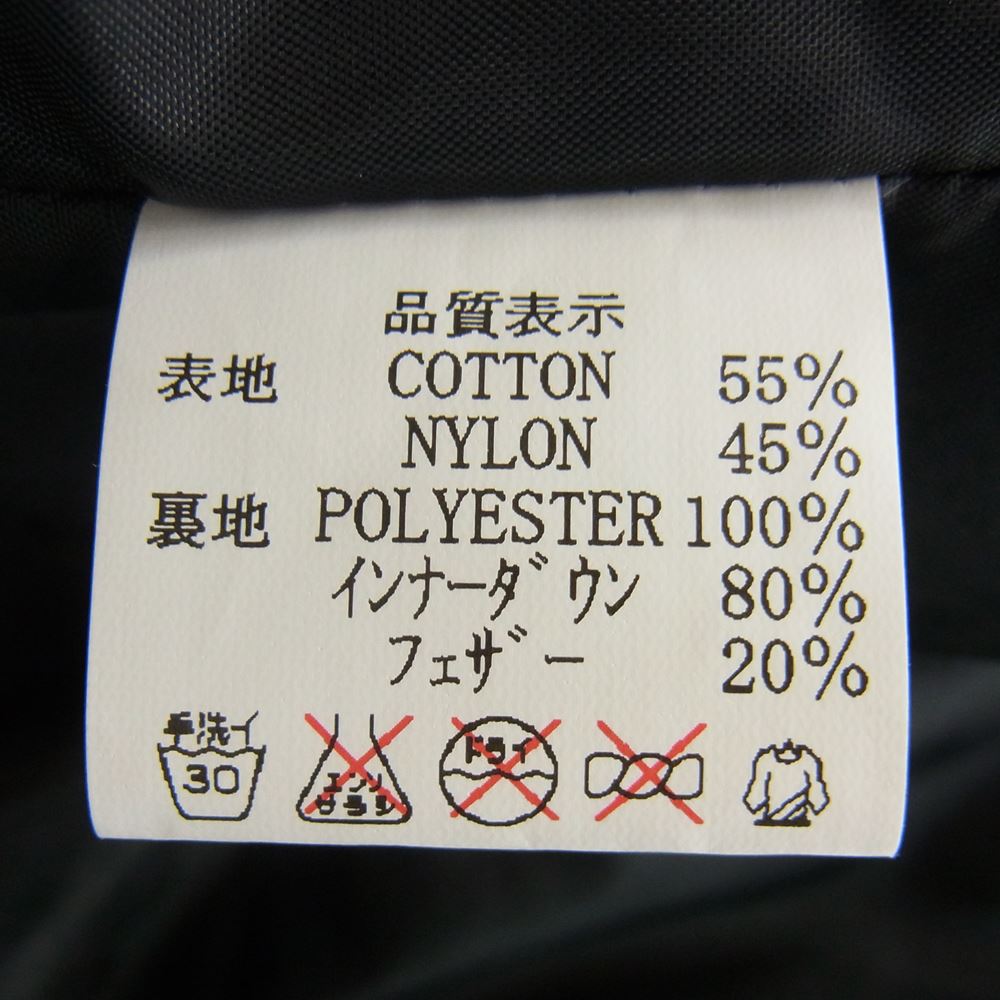 品質表示
表地 COTTON 55%
NYLON 45%
裏地 POLYESTER 100%
インナーダウン 80%
フェザー 20%
手洗イ
30
エンソ
サラシ
ドライ